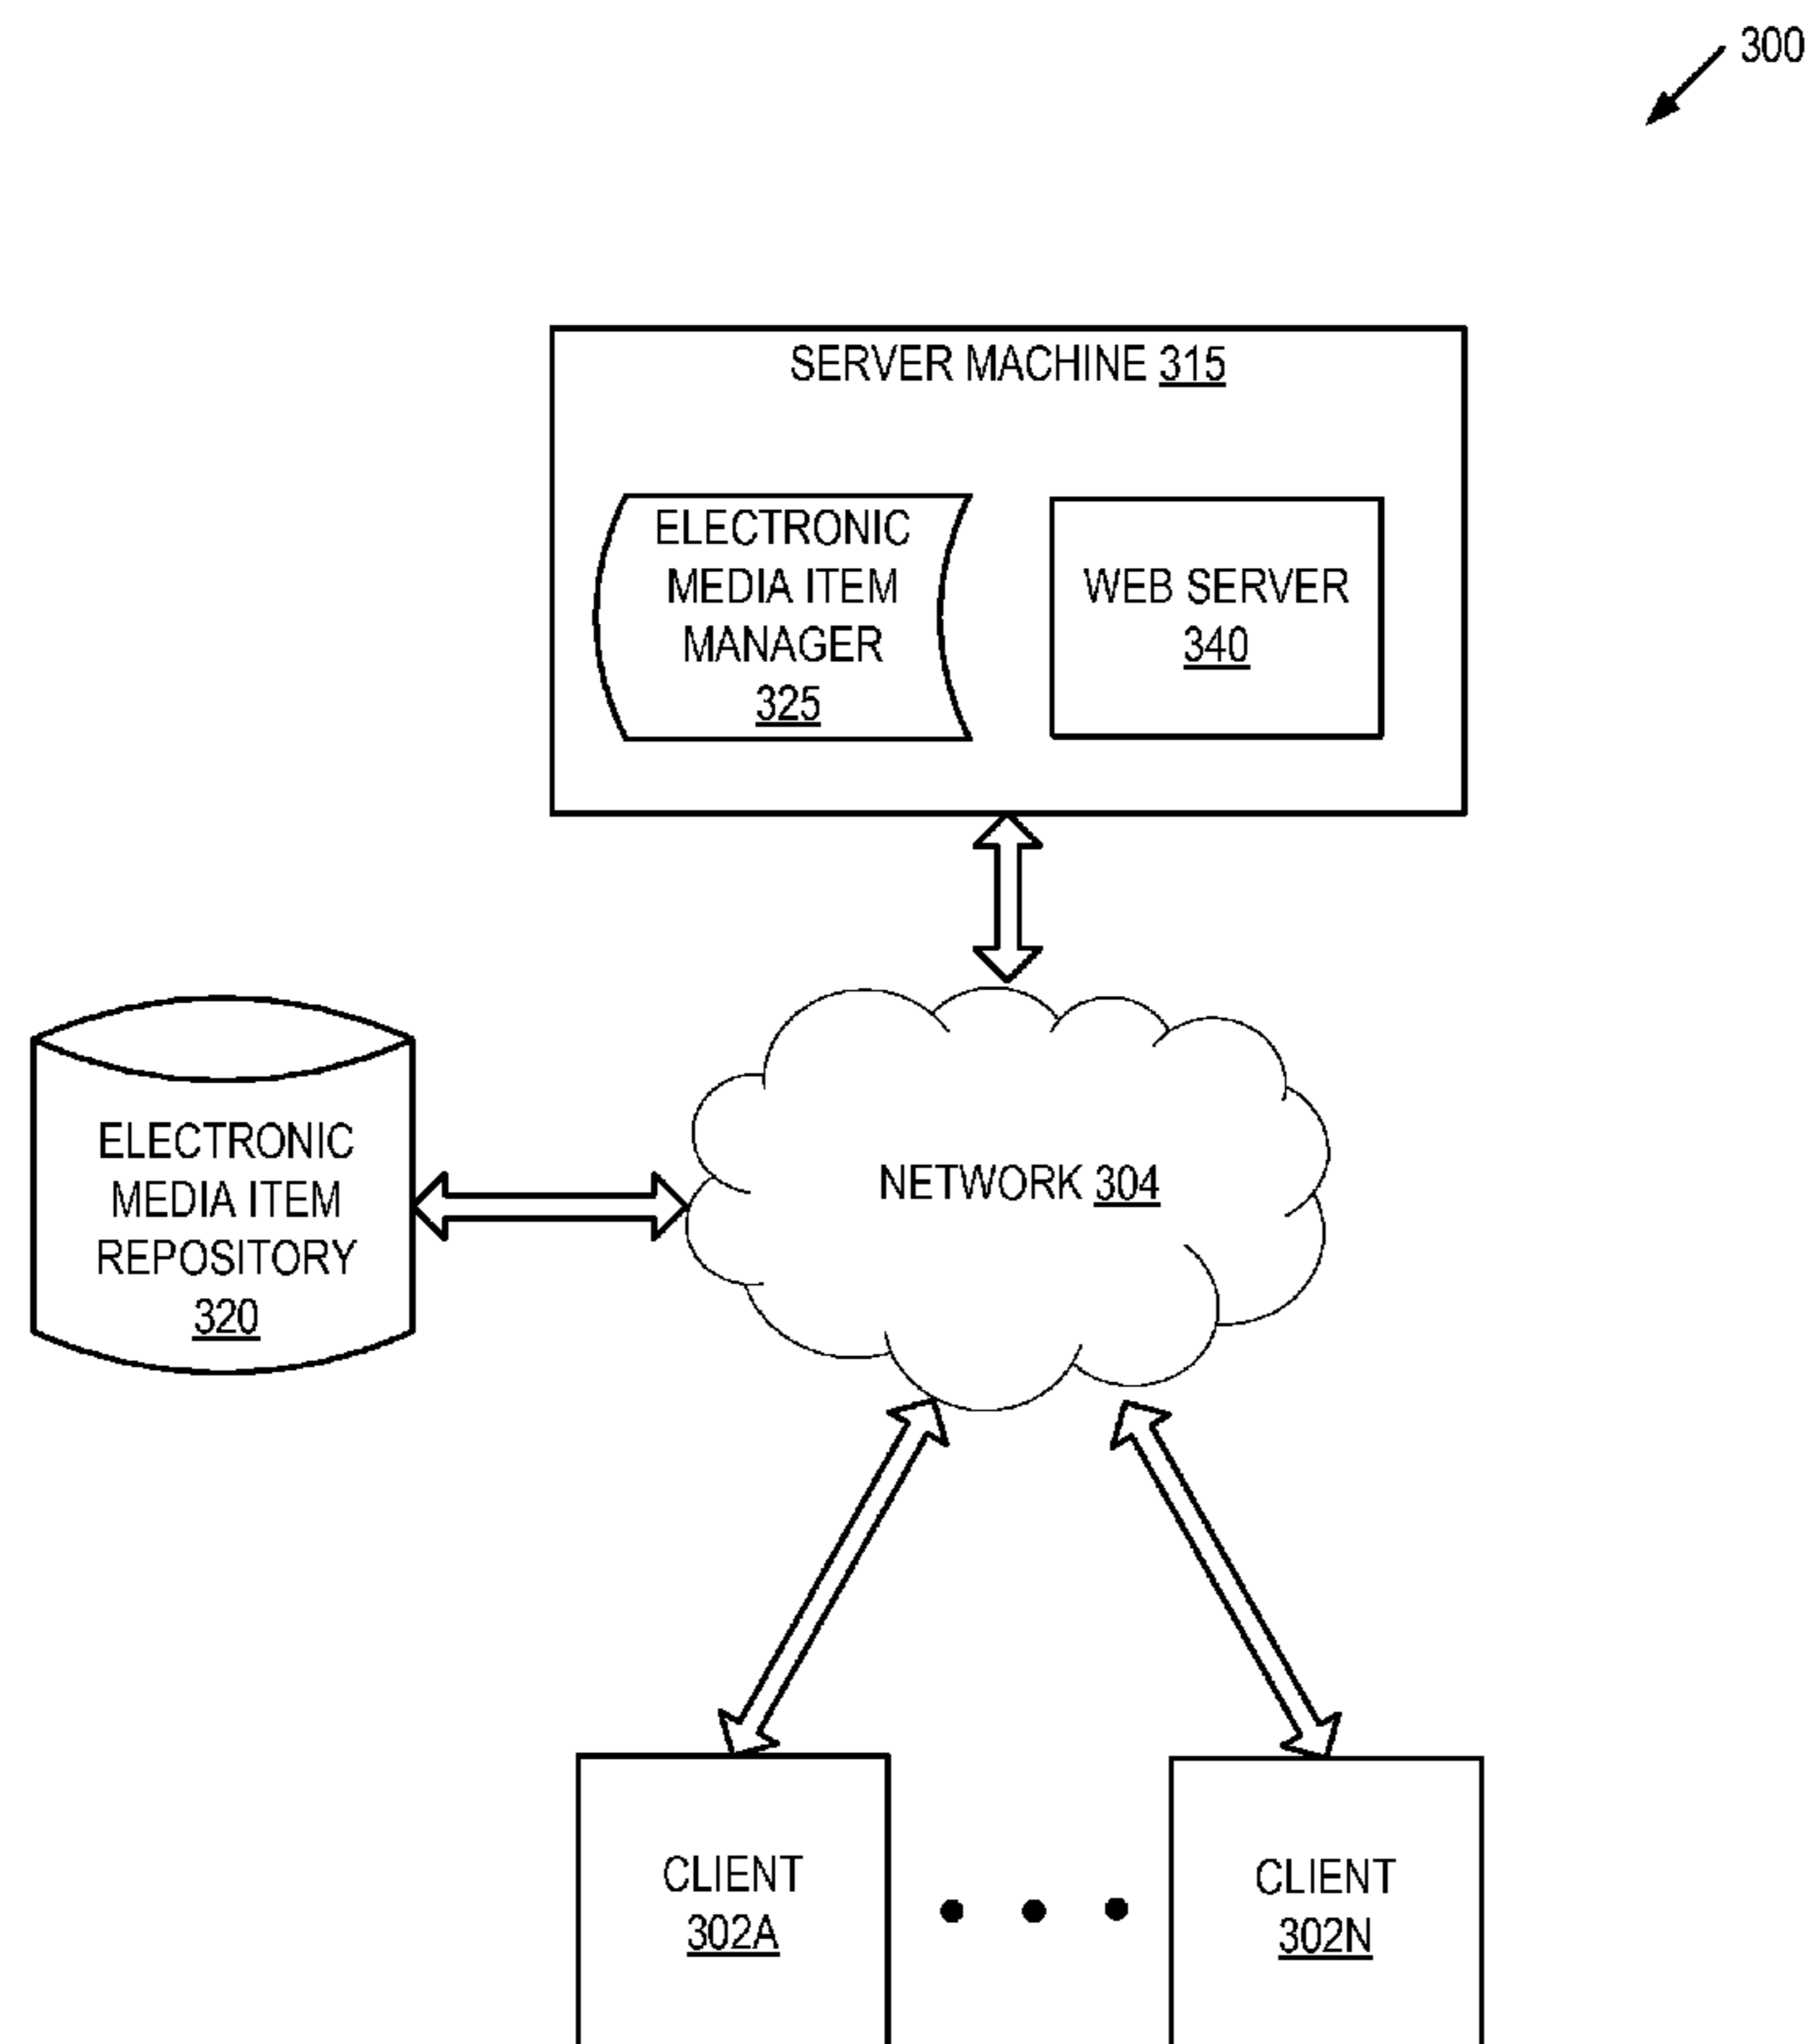 300
SERVER MACHINE 315
ELECTRONIC
MEDIA ITEM
MANAGER
325
WEB SERVER
340
ELECTRONIC
MEDIA ITEM
REPOSITORY
320
NETWORK 304
CLIENT
302A
CLIENT
302N